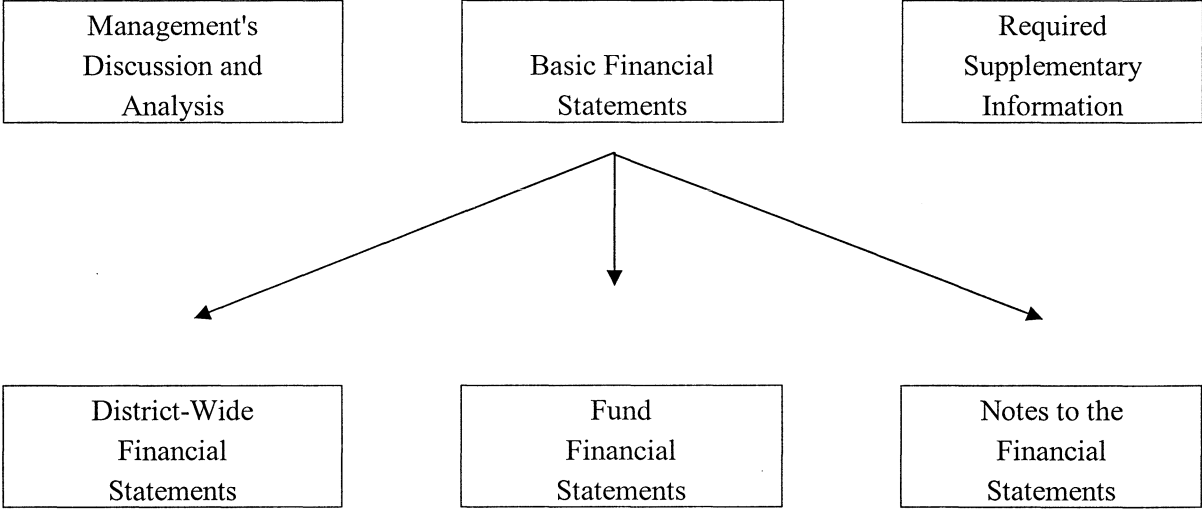 Management's
Discussion and
Analysis
Basic Financial
Statements
Required
Supplementary
Information
District-Wide
Financial
Statements
Fund
Financial
Statements
Notes to the
Financial
Statements